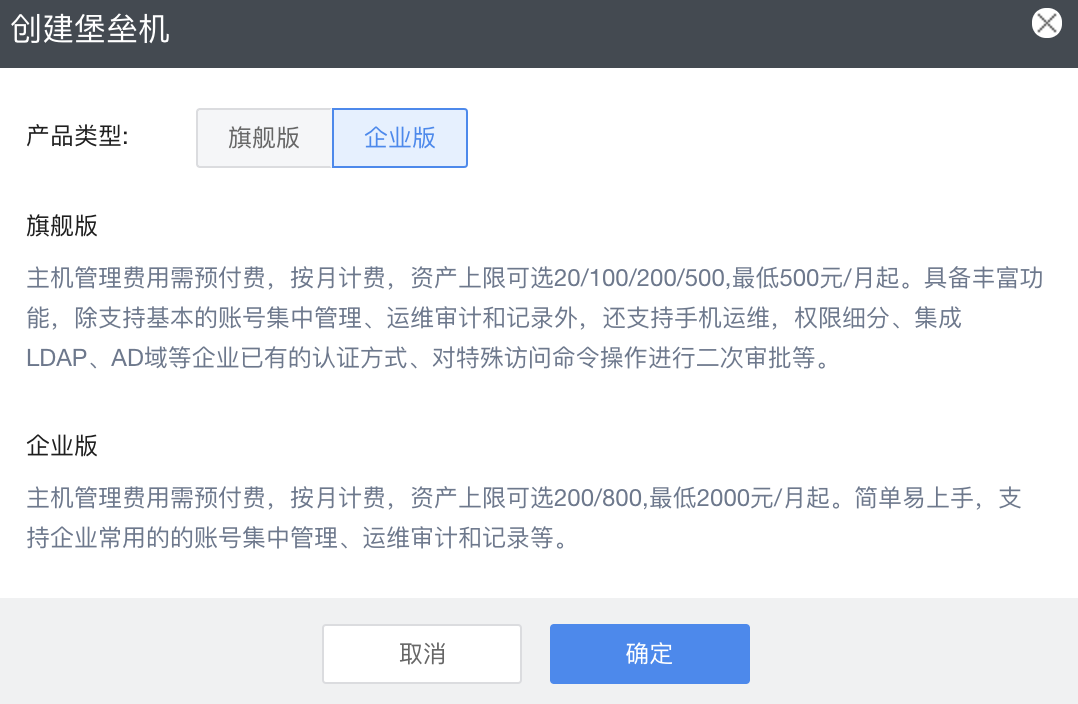 创建堡垒机
产品类型:
旗舰版
企业版
旗舰版
主机管理费用需预付费，按月计费，资产上限可选20/100/200/500,最低500元/月起。具备丰富功
能，除支持基本的账号集中管理、运维审计和记录外，还支持手机运维，权限细分、集成
LDAP、AD域等企业已有的认证方式、对特殊访问命令操作进行二次审批等。
企业版
主机管理费用需预付费，按月计费，资产上限可选200/800,最低2000元/月起。简单易上手，支
持企业常用的的账号集中管理、运维审计和记录等。
取消
确定